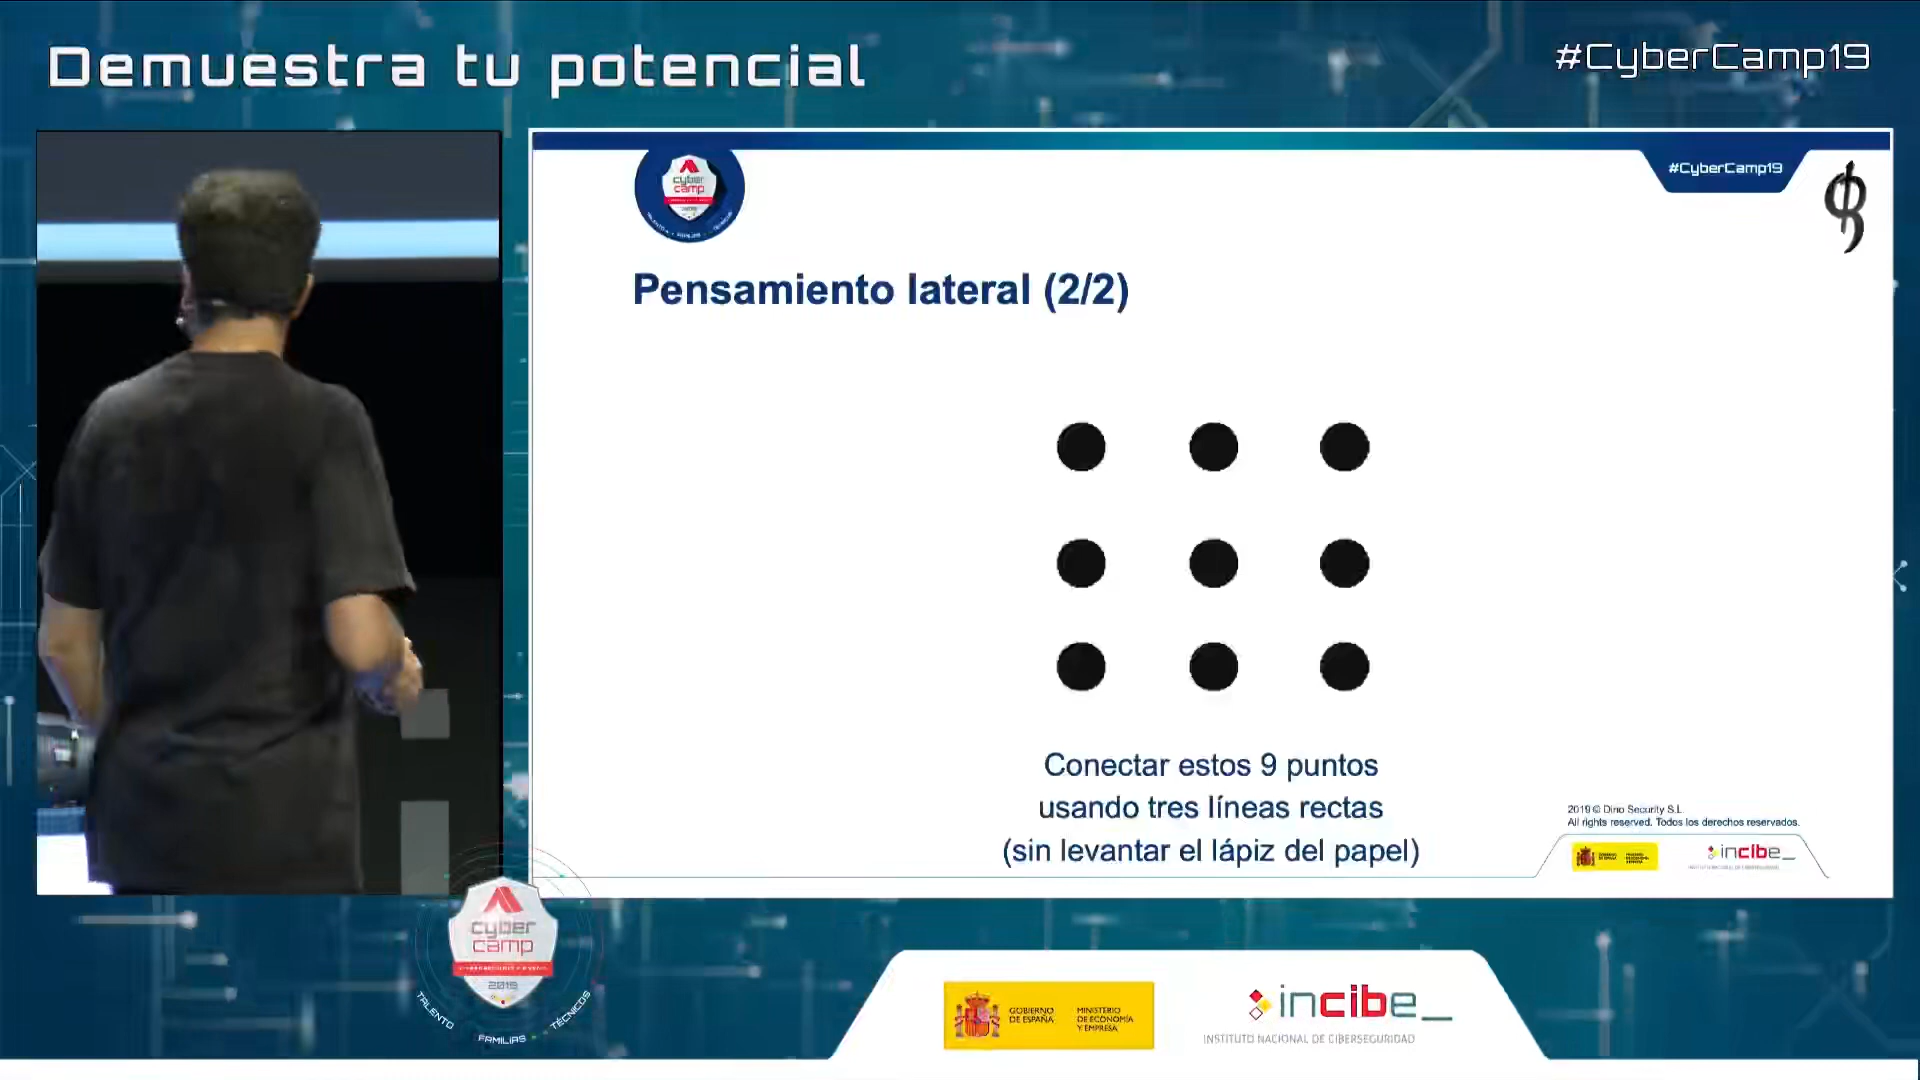 Demuestra tu potencial
#CyberCamp19
#CyberCamp19
cyber
camp
Pensamiento lateral (2/2)
Conectar estos 9 puntos
usando tres líneas rectas
(sin levantar el lápiz del papel)
2019 © Dino Security S.L.
All rights reserved. Todos los derechos reservados.
incibe_
cyber
camp
2019
TALENTO
FAMILIAS
TÉCNICOS
GOBIERNO
DE ESPAÑA
MINISTERIO
DE ECONOMÍA
Y EMPRESA
incibe_
INSTITUTO NACIONAL DE CIBERSEGURIDAD